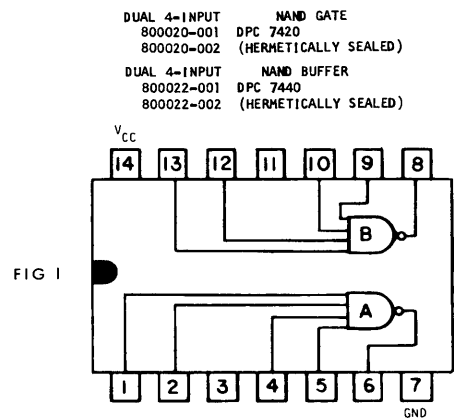 DUAL 4-INPUT NAND GATE
800020-001 DPC 7420
800020-002 (HERMETICALLY SEALED)
DUAL 4-INPUT NAND BUFFER
800022-001 DPC 7440
800022-002 (HERMETICALLY SEALED)
VCC
14 13 12 11 10 9 8
B
FIG 1
A
1 2 3 4 5 6 7
GND